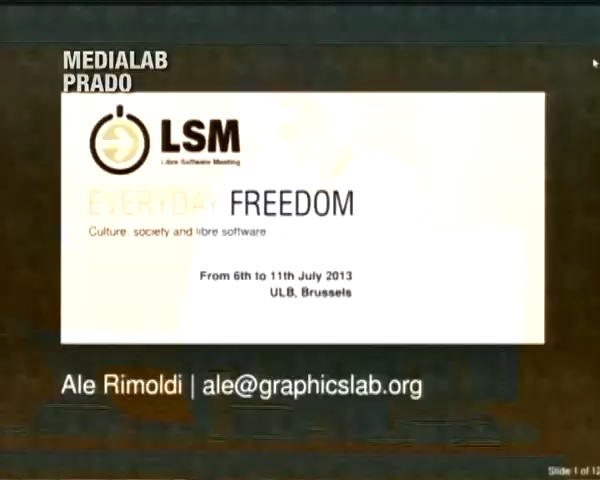 MEDIALAB
PRADO
LSM
Libre Software Meeting
EVERYDAY FREEDOM
Culture, society and libre software
From 6th to 11th July 2013
ULB, Brussels
Ale Rimoldi | ale@graphicslab.org
Slide 1 of 12